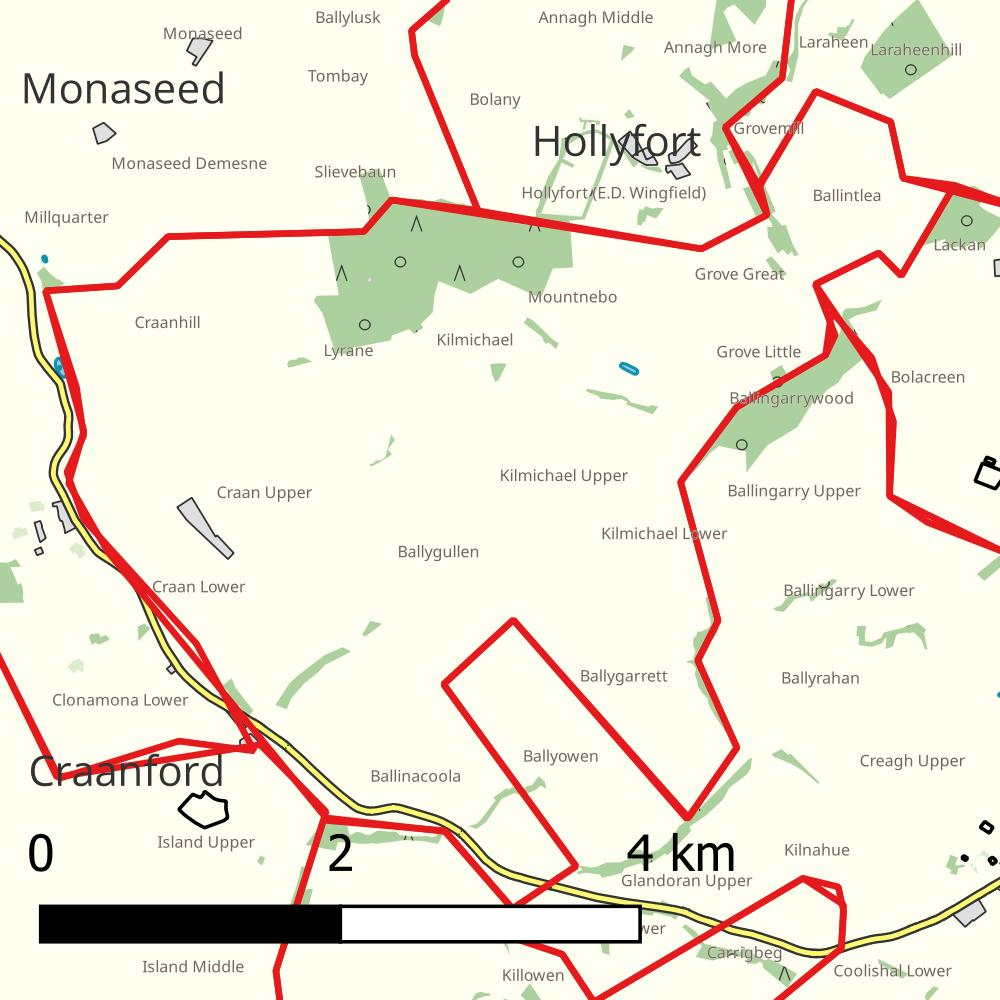 Ballylusk
Annagh Middle
Monaseed
Annagh More
Laraheen
Laraheenhill
Tombay
Monaseed
Bolany
Grovemill
Hollyfort
Monaseed Demesne
Slievebaun
Hollyfort (E.D. Wingfield)
Ballintlea
Millquarter
Lackan
Grove Great
Mountnebo
Craanhill
Kilmichael
Lyrane
Grove Little
Bolacreen
Ballingarrywood
Kilmichael Upper
Craan Upper
Ballingarry Upper
Kilmichael Lower
Ballygullen
Craan Lower
Ballingarry Lower
Ballygarrett
Ballyrahan
Clonamona Lower
Ballyowen
Creagh Upper
Craanford
Ballinacoola
Island Upper
Kilnahue
0 2 4 km
Glandoran Upper
wer
Carrigbeg
Island Middle
Killowen
Coolishal Lower